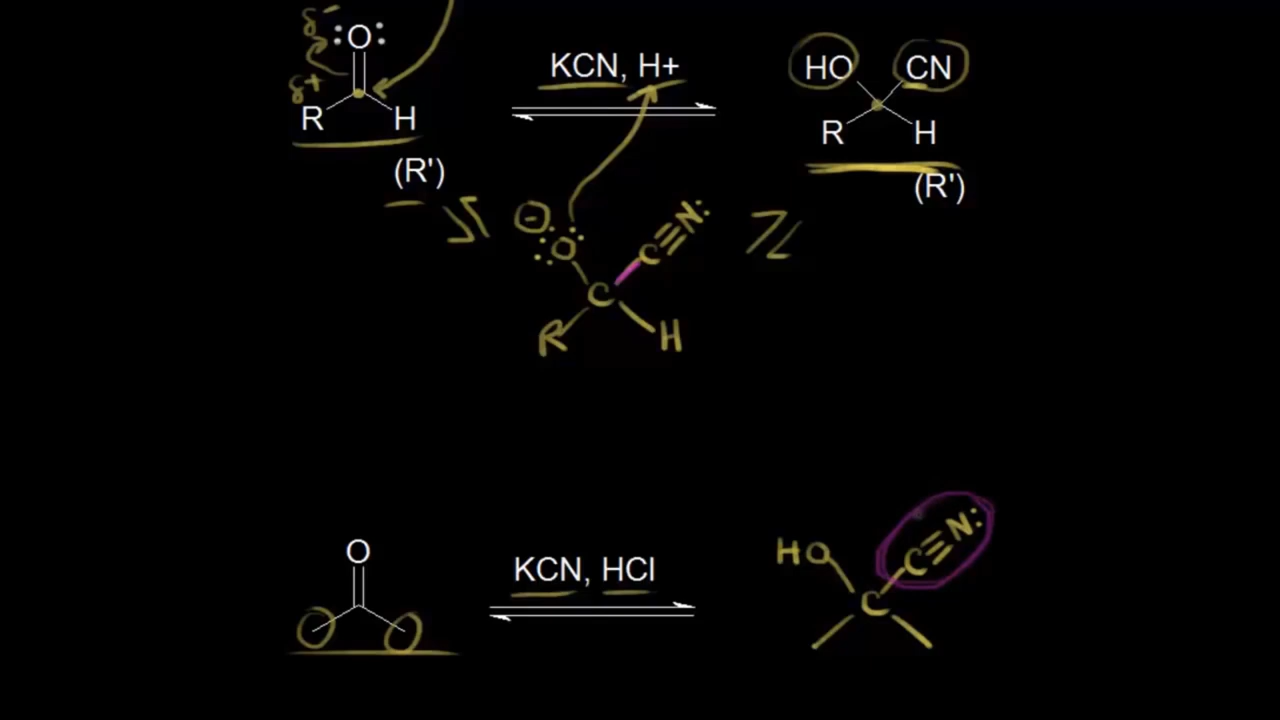 δ-
:O:
δ+
R H
(R')
KCN, H+
HO CN
R H
(R')
-
:O: C≡N:
C
R H
O
KCN, HCl
HO C≡N:
C